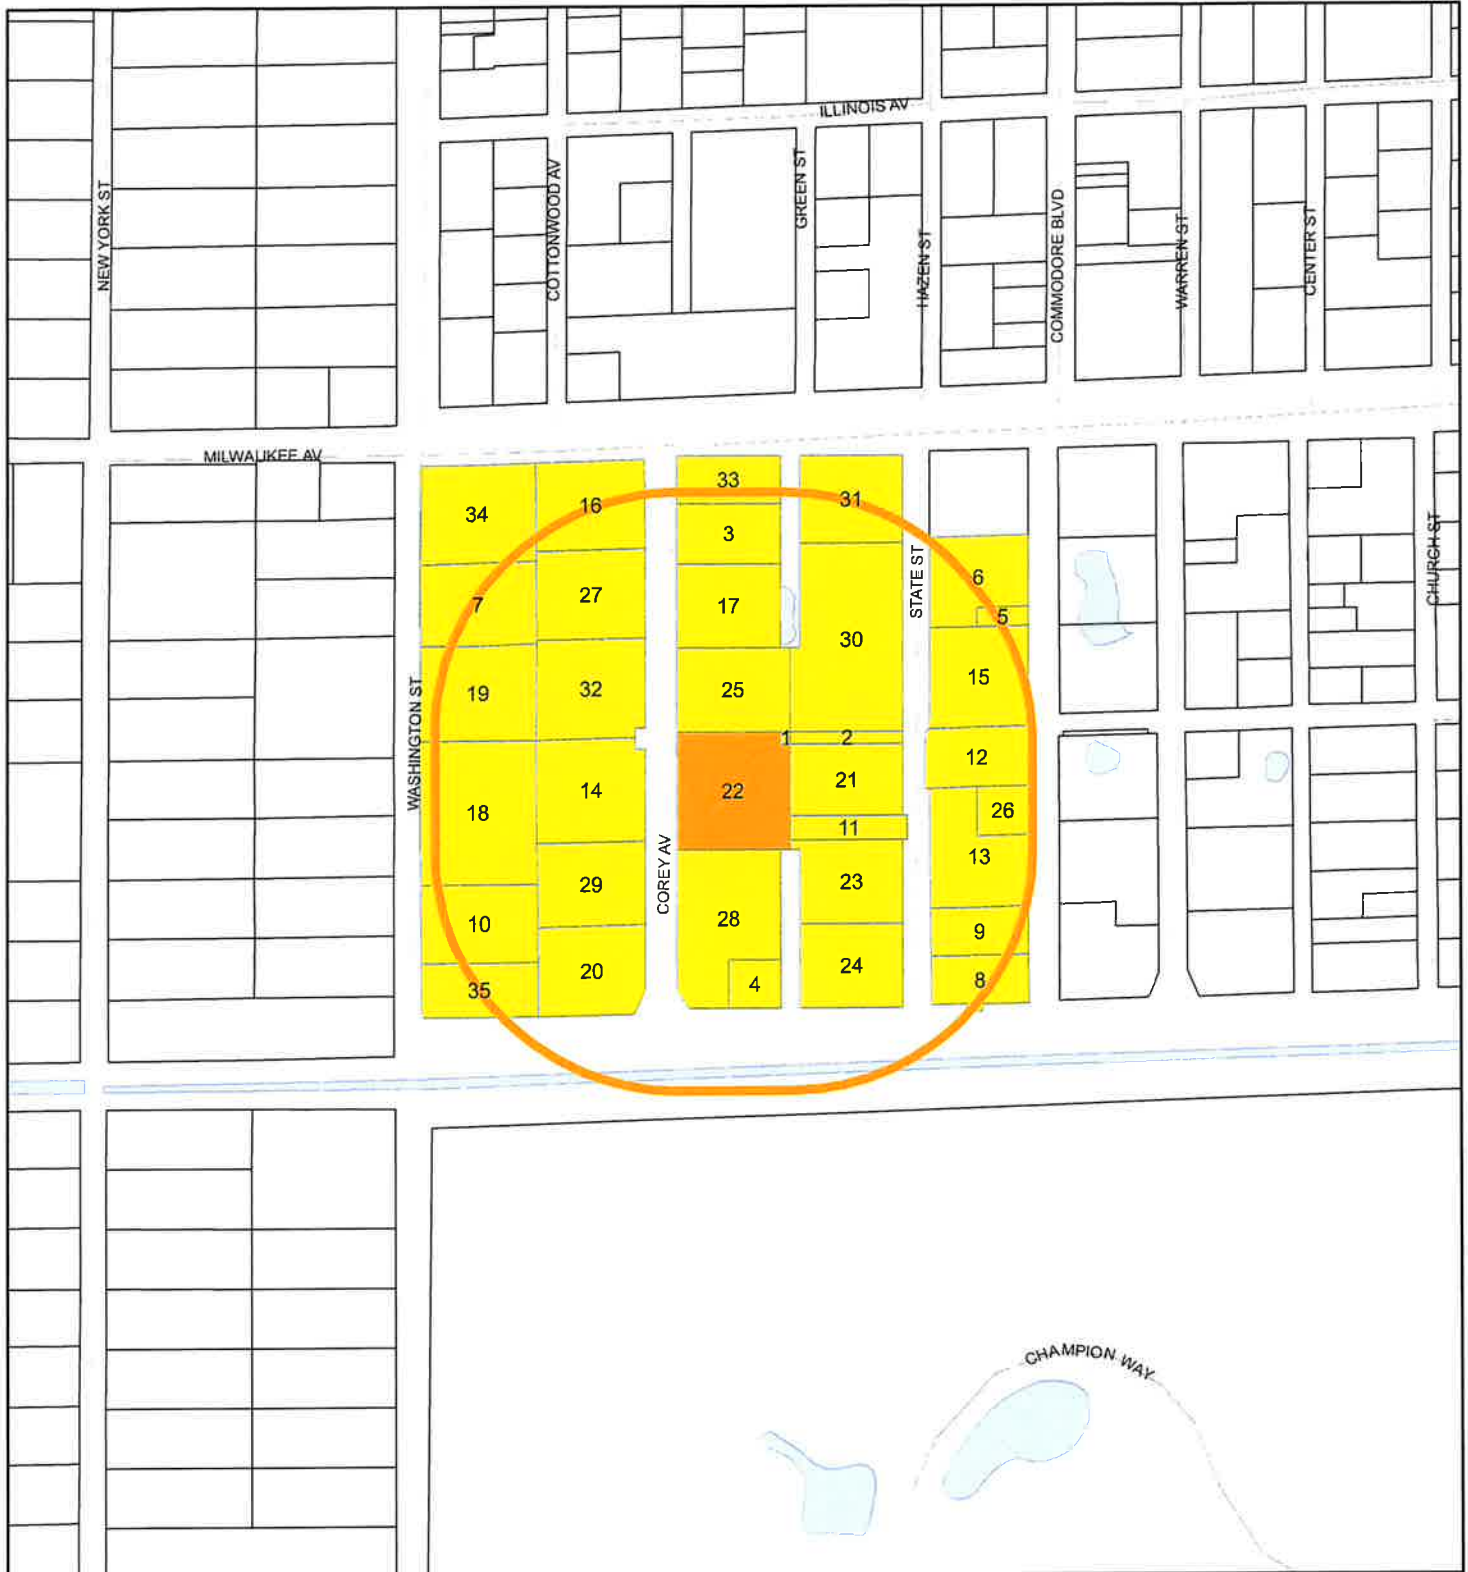 ILLINOIS AV
NEW YORK ST
COTTONWOOD AV
GREEN ST
HAZEN ST
COMMODORE BLVD
WARREN ST
CENTER ST
MILWAUKEE AV
33
34
16
31
3
CHURCH ST
STATE ST
6
7
27
17
5
30
15
19
32
25
WASHINGTON ST
1
2
12
14
22
21
26
18
11
13
COREY AV
29
23
28
10
9
20
24
8
4
35
CHAMPION WAY